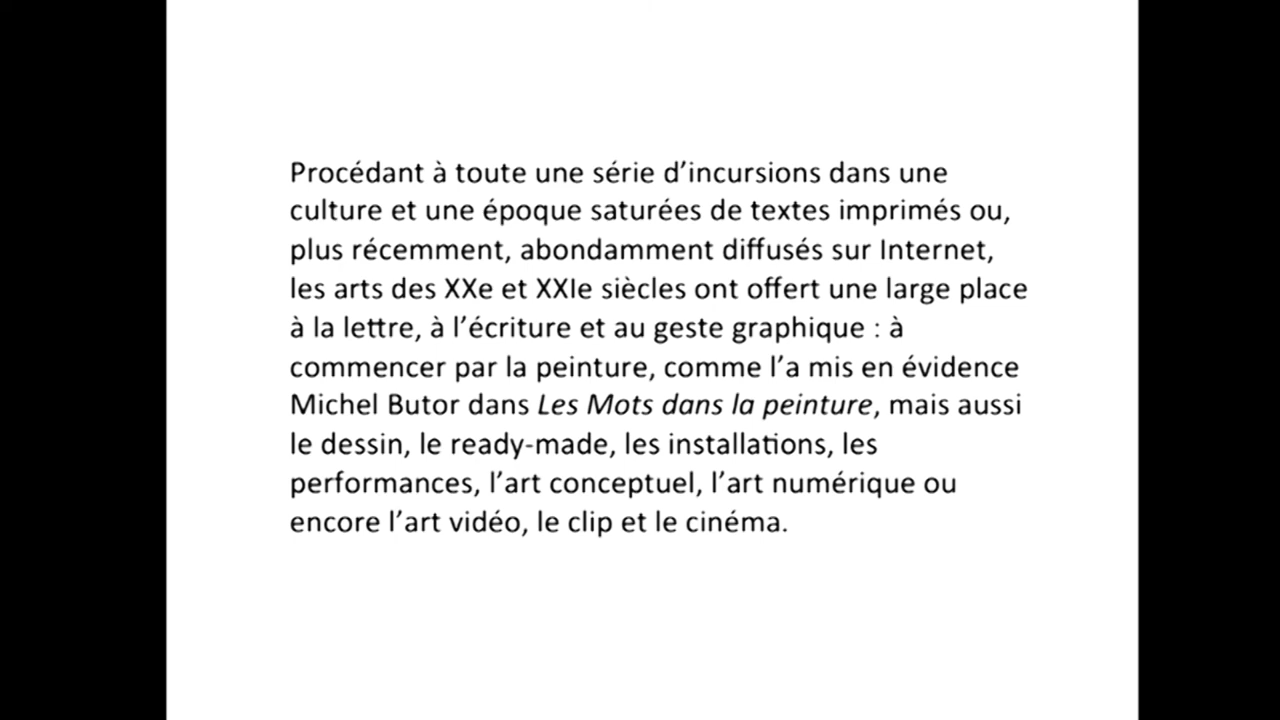 Procédant à toute une série d’incursions dans une
culture et une époque saturées de textes imprimés ou,
plus récemment, abondamment diffusés sur Internet,
les arts des XXe et XXIe siècles ont offert une large place
à la lettre, à l’écriture et au geste graphique : à
commencer par la peinture, comme l’a mis en évidence
Michel Butor dans Les Mots dans la peinture, mais aussi
le dessin, le ready-made, les installations, les
performances, l’art conceptuel, l’art numérique ou
encore l’art vidéo, le clip et le cinéma.